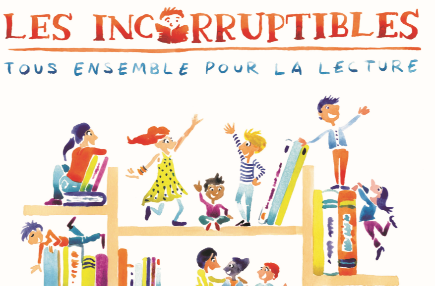 LES INCORRUPTIBLES
TOUS ENSEMBLE POUR LA LECTURE